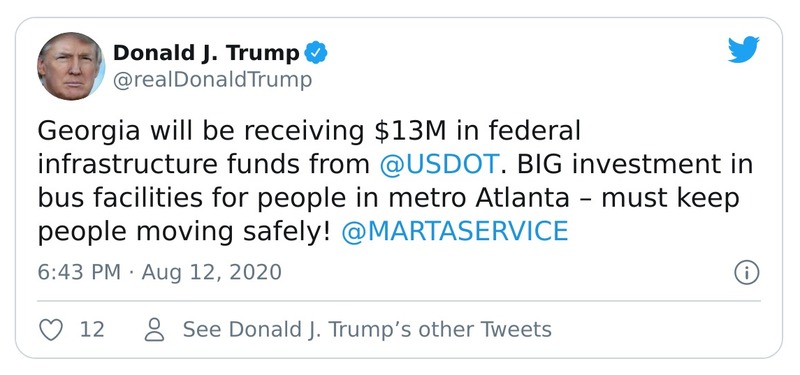 Donald J. Trump
@realDonaldTrump
Georgia will be receiving $13M in federal
infrastructure funds from @USDOT. BIG investment in
bus facilities for people in metro Atlanta – must keep
people moving safely! @MARTASERVICE
6:43 PM · Aug 12, 2020
12 See Donald J. Trump’s other Tweets